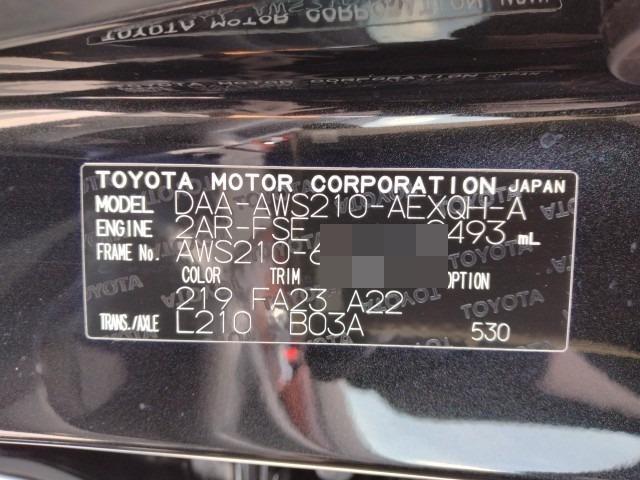 TOYOTA MOTOR CORPORATION JAPAN
MODEL DAA-AWS210-AEXQH-A
ENGINE 2AR-FSE 2493 mL
FRAME No. AWS210-6
COLOR TRIM OPTION
219 FA23 A22
TRANS./AXLE L210 B03A 530